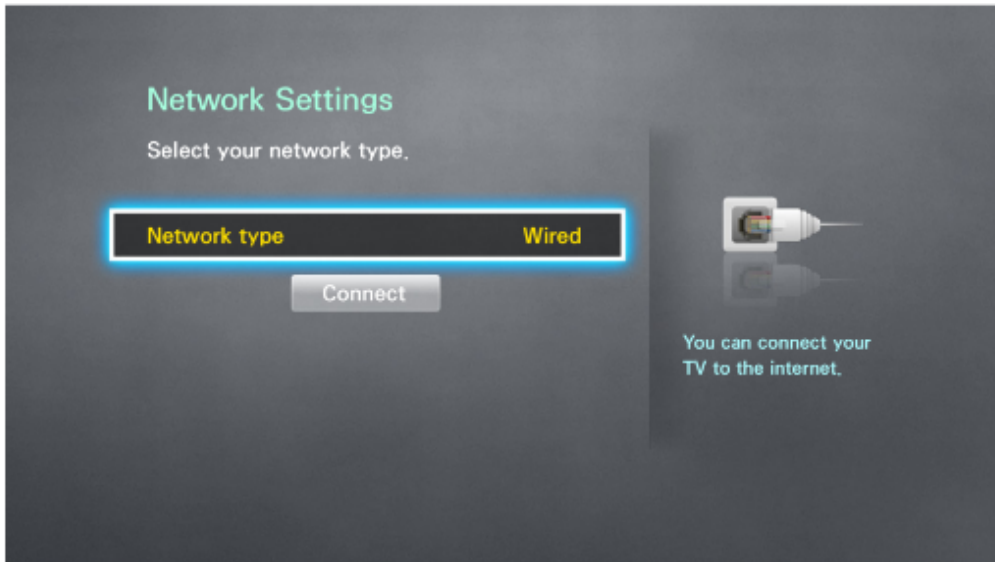 Network Settings
Select your network type.
Network type Wired
Connect
You can connect your
TV to the internet.